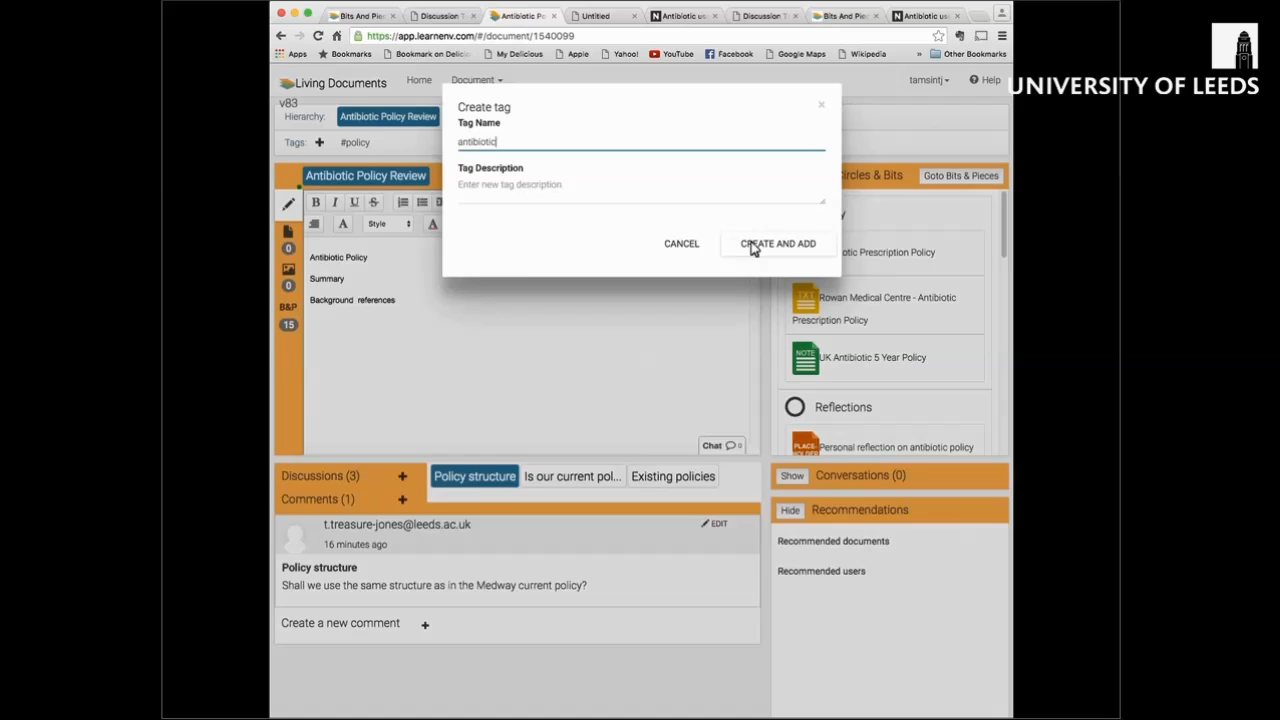 Bits And Pie
Discussion T
Antibiotic Po
Untitled
Antibiotic us
Discussion T
Bits And Pie
Antibiotic us
https://app.learnenv.com/#/document/1540099
Apps
Bookmarks
Bookmark on Delicio
My Delicious
Apple
Yahoo!
YouTube
Facebook
Google Maps
Wikipedia
»
Other Bookmarks
UNIVERSITY OF LEEDS
Living Documents
Home
Document
tamsintj
Help
v83
Hierarchy:
Antibiotic Policy Review
Tags:
#policy
Create tag
Tag Name
antibiotic
Tag Description
Enter new tag description
CANCEL
CREATE AND ADD
Antibiotic Policy Review
B I U S
A
Style
A
Antibiotic Policy
Summary
Background references
0
0
B&P
15
Chat 0
Circles & Bits
Goto Bits & Pieces
y
otic Prescription Policy
TXT
Rowan Medical Centre - Antibiotic
Prescription Policy
NOTE
UK Antibiotic 5 Year Policy
Reflections
PLACE-
HOLDER
Personal reflection on antibiotic policy
Discussions (3)
Comments (1)
Policy structure
Is our current pol...
Existing policies
t.treasure-jones@leeds.ac.uk
EDIT
16 minutes ago
Policy structure
Shall we use the same structure as in the Medway current policy?
Create a new comment
Show
Conversations (0)
Hide
Recommendations
Recommended documents
Recommended users